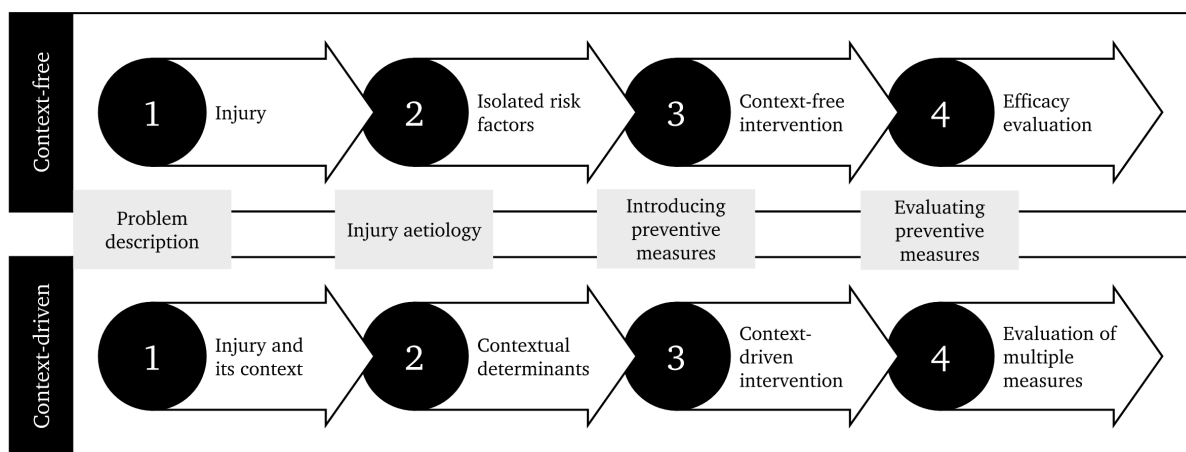 Context-free
1
Injury
2
Isolated risk
factors
3
Context-free
intervention
4
Efficacy
evaluation
Problem
description
Injury aetiology
Introducing
preventive
measures
Evaluating
preventive
measures
Context-driven
1
Injury and
its context
2
Contextual
determinants
3
Context-
driven
intervention
4
Evaluation of
multiple
measures